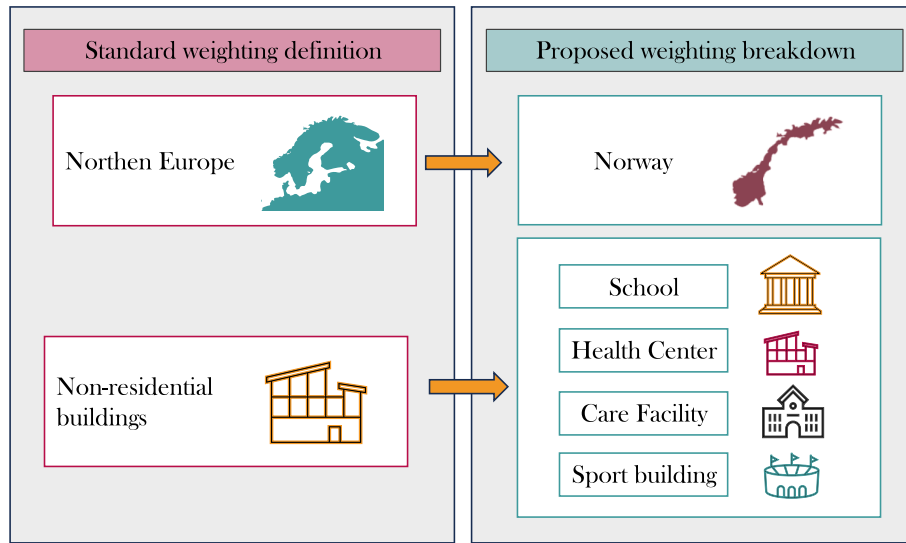 Standard weighting definition
Northen Europe
Non-residential
buildings
Proposed weighting breakdown
Norway
School
Health Center
Care Facility
Sport building